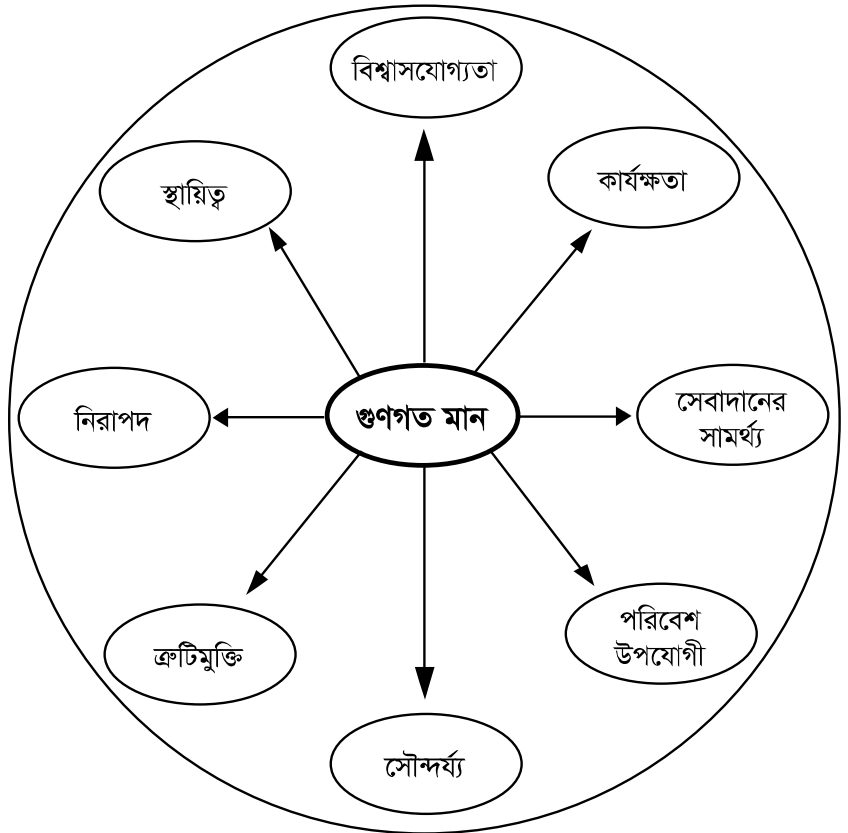 বিশ্বাসযোগ্যতা
কার্যক্ষতা
স্থায়িত্ব
সেবাদানের
সামর্থ্য
গুণগত মান
নিরাপদ
পরিবেশ
উপযোগী
ত্রুটিমুক্তি
সৌন্দর্য্য